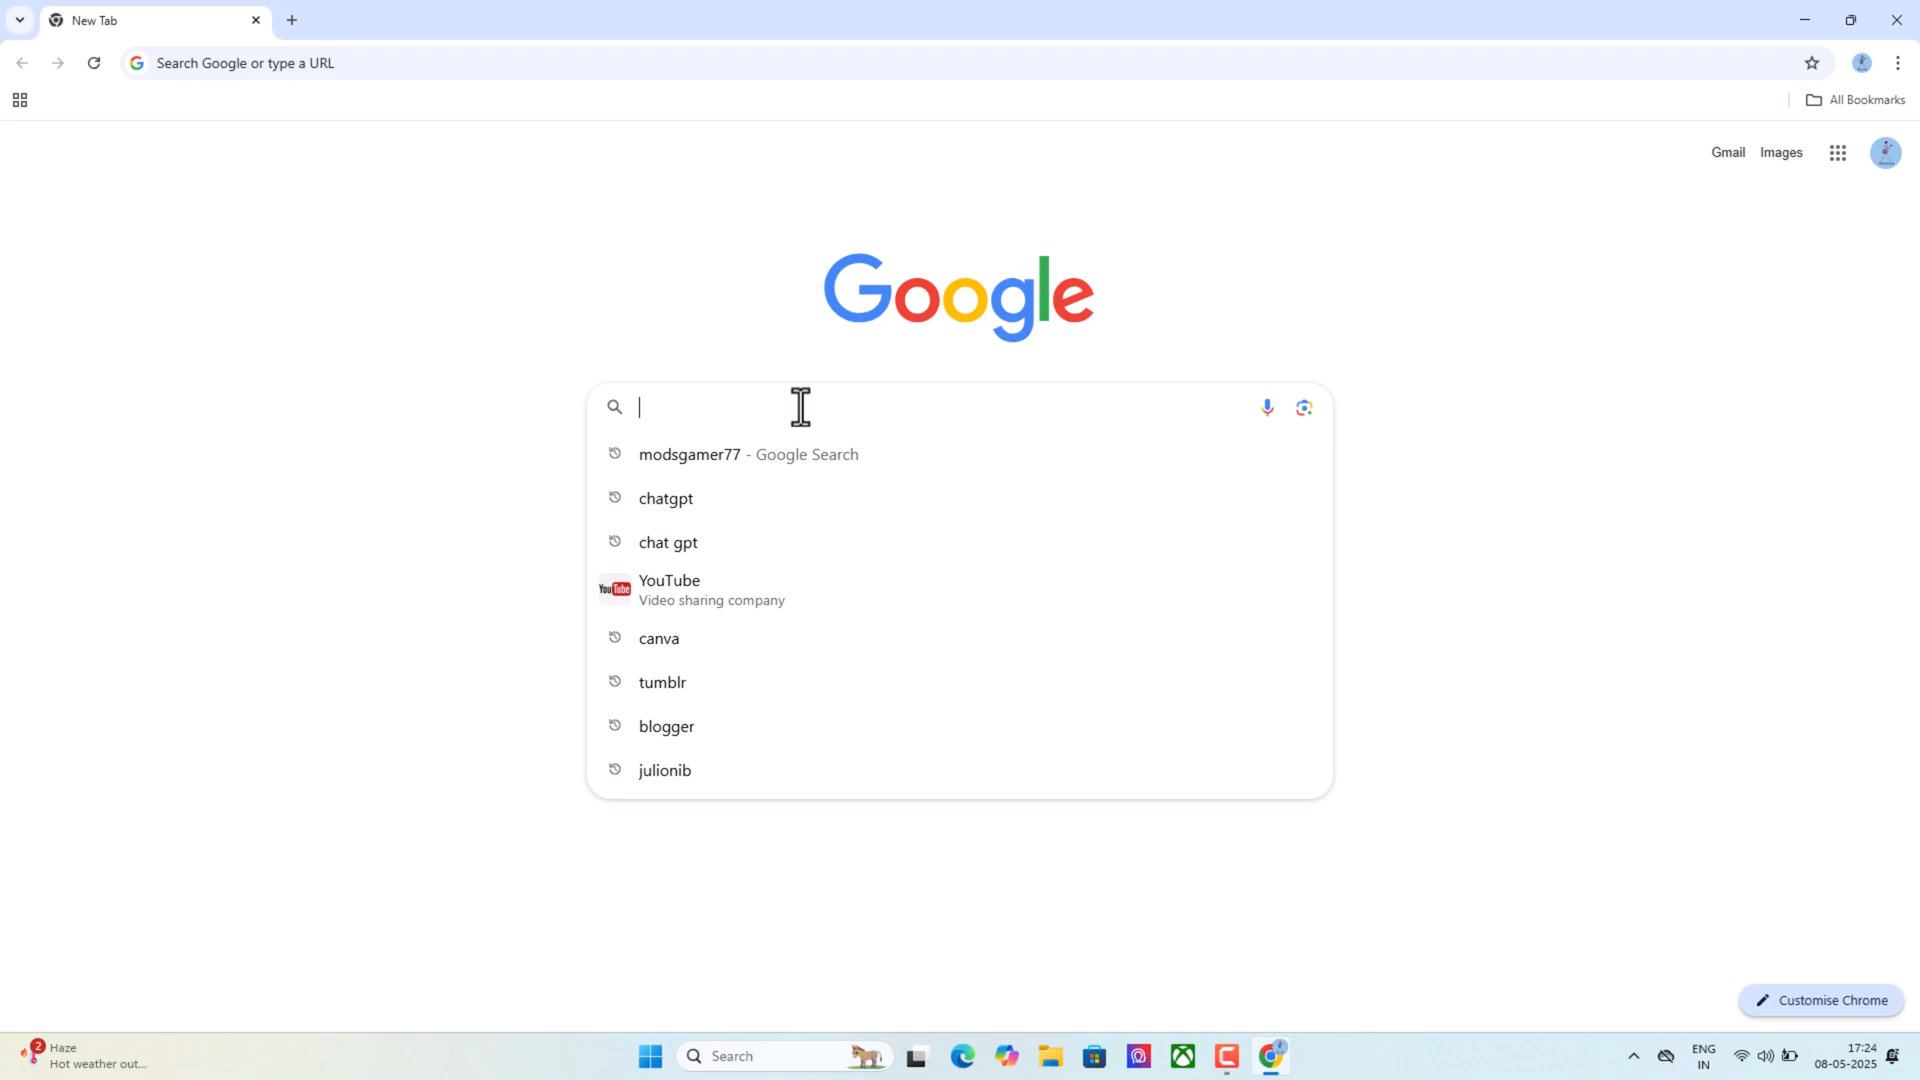 New Tab
Search Google or type a URL
All Bookmarks
Gmail Images
Google
modsgamer77 - Google Search
chatgpt
chat gpt
YouTube
YouTube
Video sharing company
canva
tumblr
blogger
julionib
Customise Chrome
2
Haze
Hot weather out...
Search
ENG
IN
17:24
08-05-2025